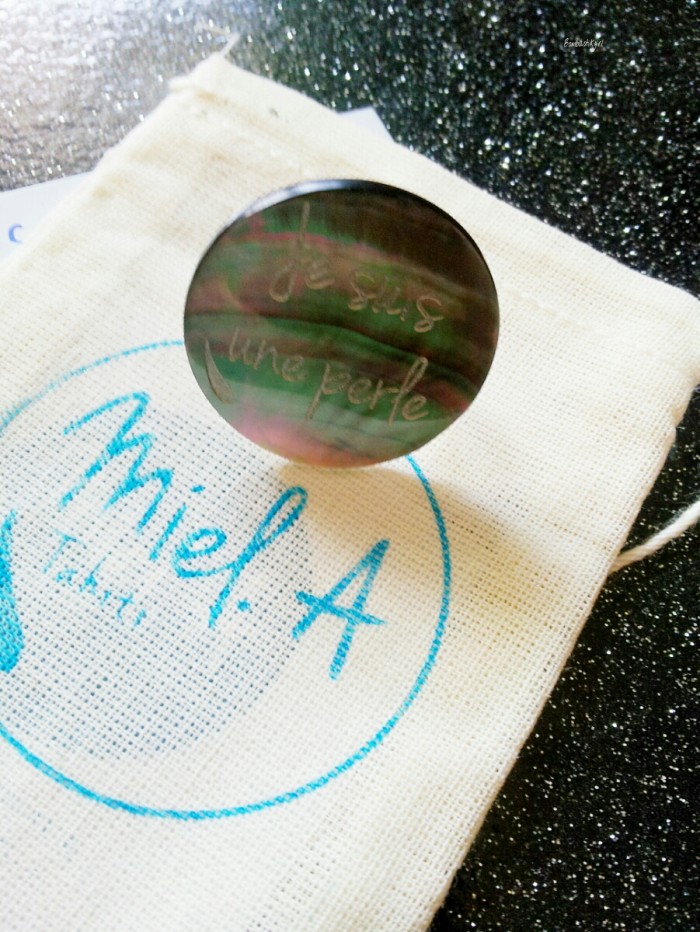 Je suis
une perle
Miel. A
Tahiti